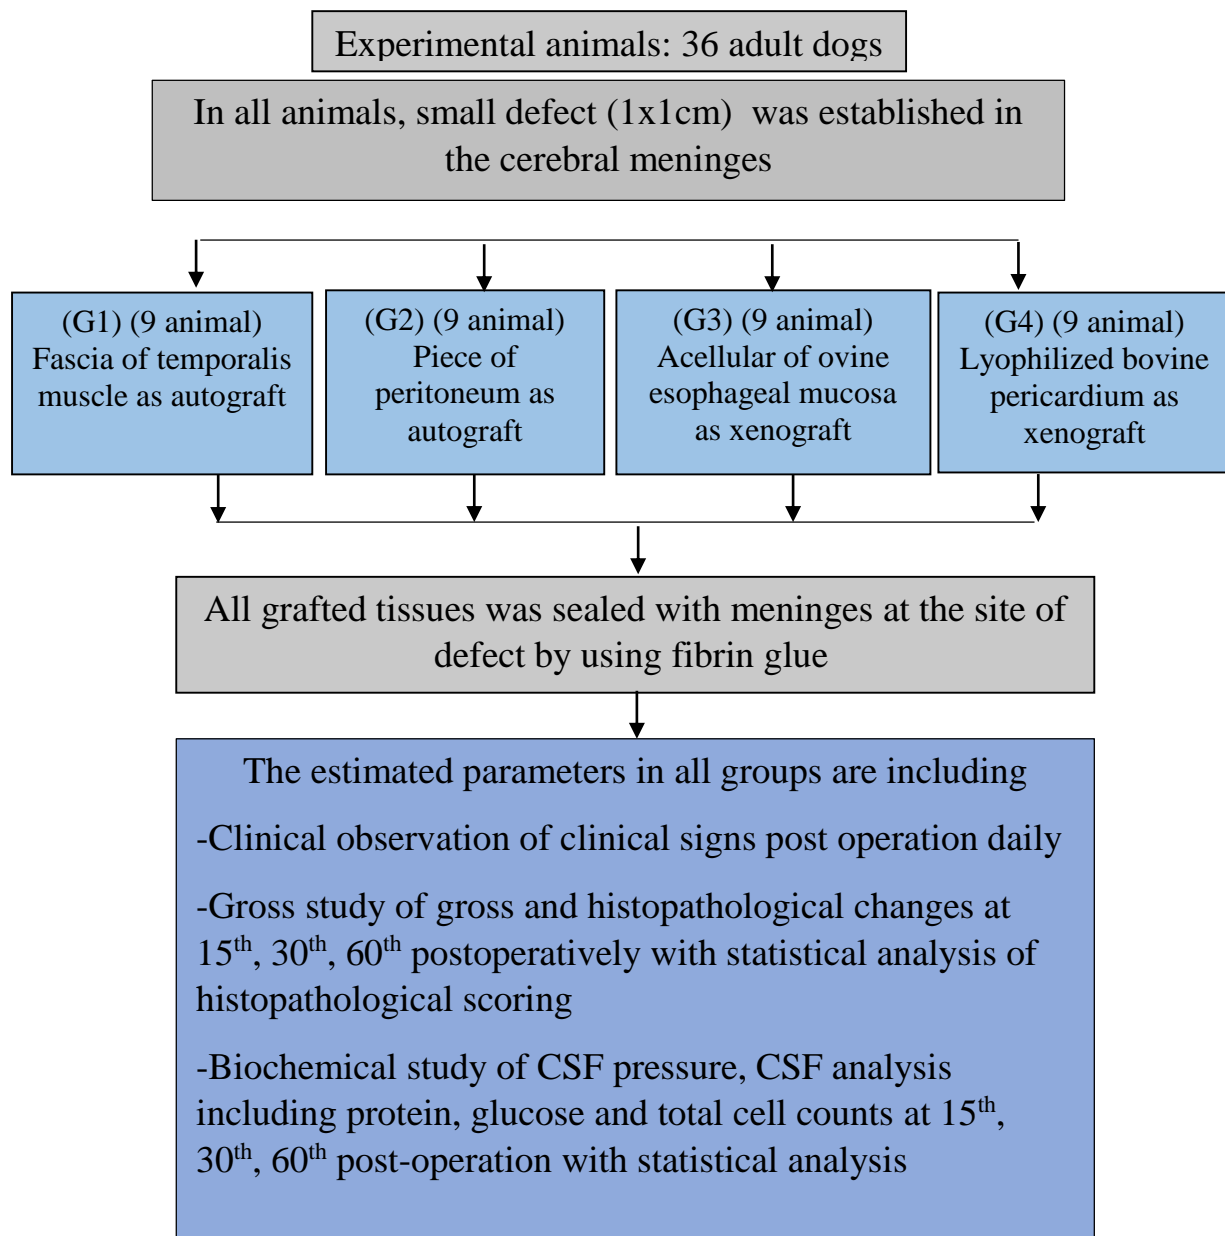 Experimental animals: 36 adult dogs
In all animals, small defect (1x1cm) was established in
the cerebral meninges
(G1) (9 animal)
Fascia of temporalis
muscle as autograft
(G2) (9 animal)
Piece of
peritoneum as
autograft
(G3) (9 animal)
Acellular of ovine
esophageal mucosa
as xenograft
(G4) (9 animal)
Lyophilized bovine
pericardium as
xenograft
All grafted tissues was sealed with meninges at the site of
defect by using fibrin glue
The estimated parameters in all groups are including
-Clinical observation of clinical signs post operation daily
-Gross study of gross and histopathological changes at
15th, 30th, 60th postoperatively with statistical analysis of
histopathological scoring
-Biochemical study of CSF pressure, CSF analysis
including protein, glucose and total cell counts at 15th,
30th, 60th post-operation with statistical analysis